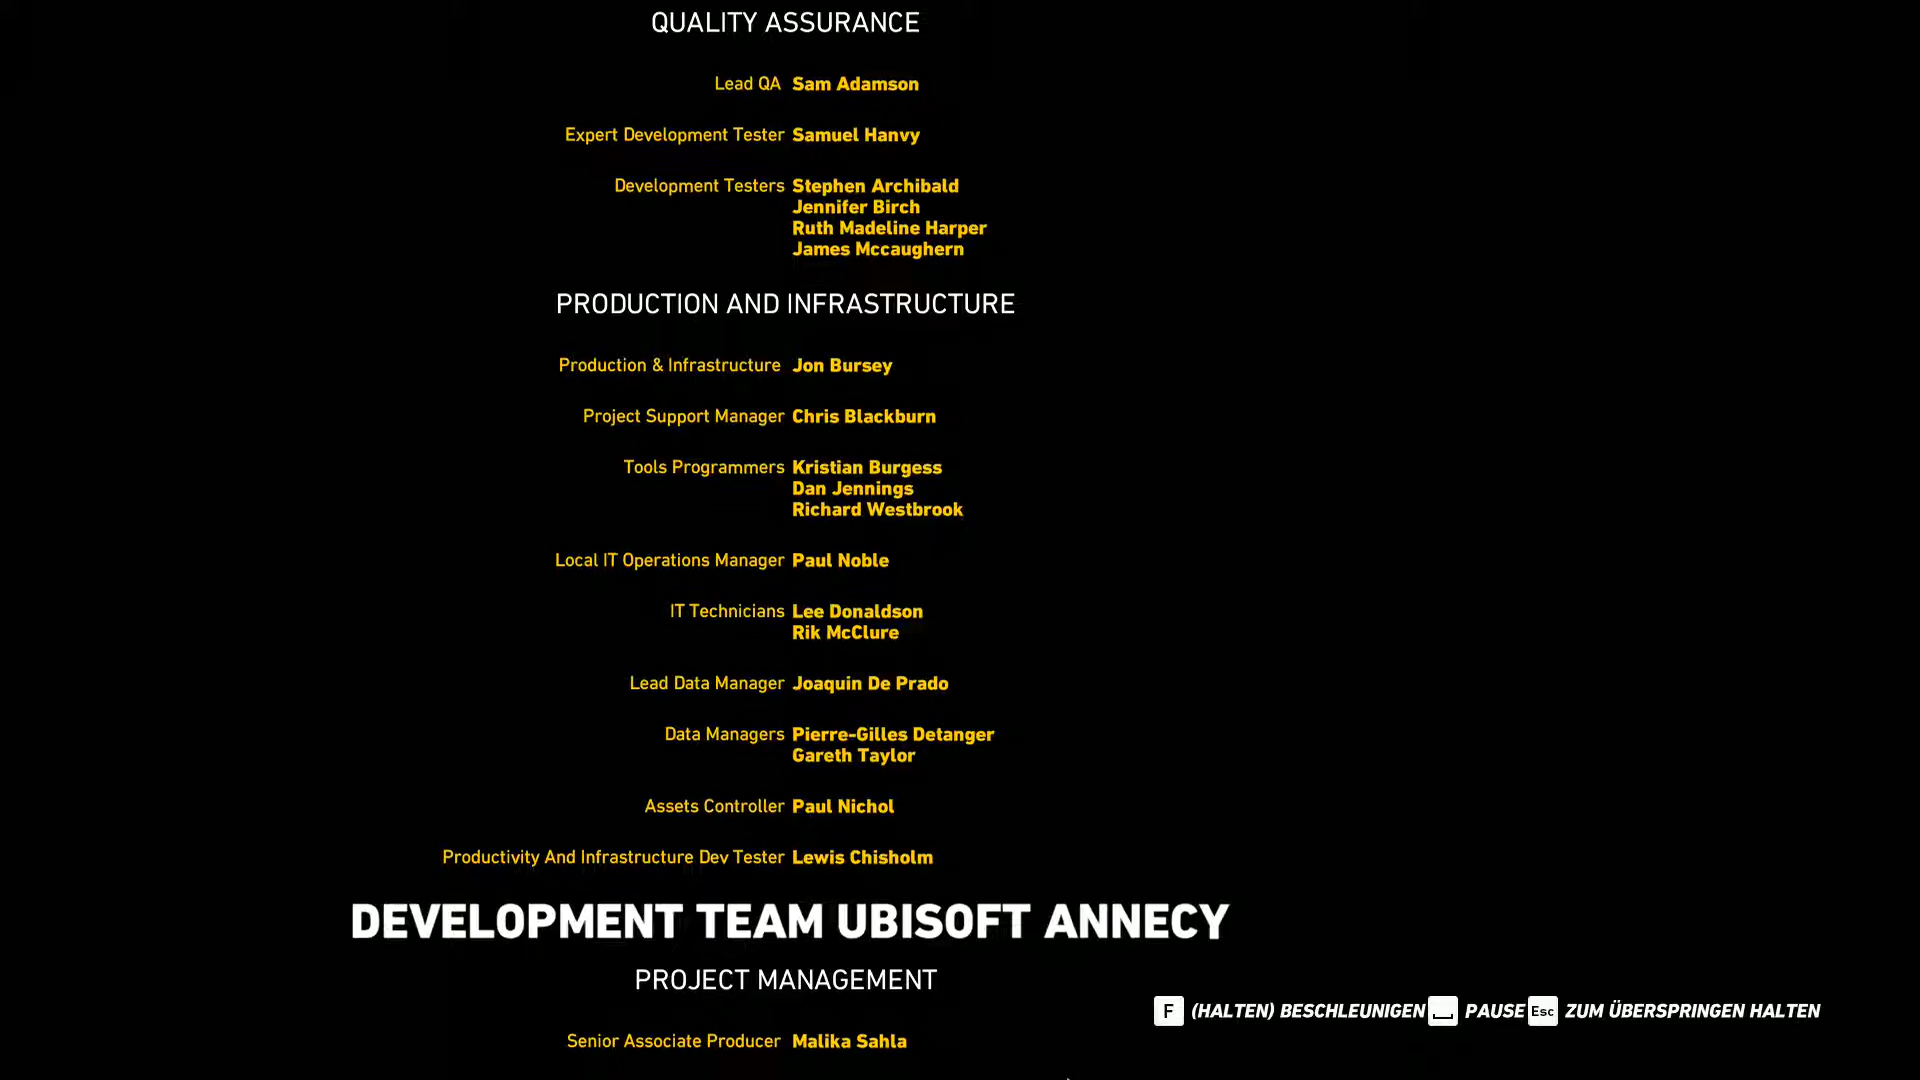 QUALITY ASSURANCE
Lead QA Sam Adamson
Expert Development Tester Samuel Hanvy
Development Testers Stephen Archibald
Jennifer Birch
Ruth Madeline Harper
James Mccaughern
PRODUCTION AND INFRASTRUCTURE
Production & Infrastructure Jon Bursey
Project Support Manager Chris Blackburn
Tools Programmers Kristian Burgess
Dan Jennings
Richard Westbrook
Local IT Operations Manager Paul Noble
IT Technicians Lee Donaldson
Rik McClure
Lead Data Manager Joaquin De Prado
Data Managers Pierre-Gilles Detanger
Gareth Taylor
Assets Controller Paul Nichol
Productivity And Infrastructure Dev Tester Lewis Chisholm
DEVELOPMENT TEAM UBISOFT ANNECY
PROJECT MANAGEMENT
F (HALTEN) BESCHLEUNIGEN PAUSE Esc ZUM ÜBERSPRINGEN HALTEN
Senior Associate Producer Malika Sahla